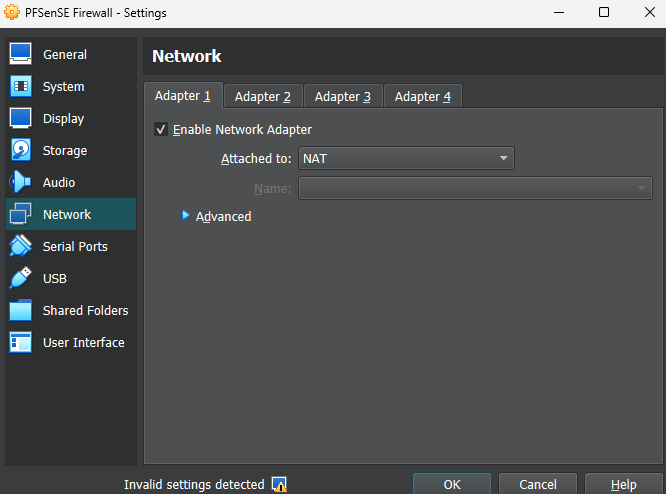 PFSenSE Firewall - Settings
General
System
Display
Storage
Audio
Network
Serial Ports
USB
Shared Folders
User Interface
Network
Adapter 1 Adapter 2 Adapter 3 Adapter 4
Enable Network Adapter
Attached to: NAT
Name:
Advanced
Invalid settings detected OK Cancel Help